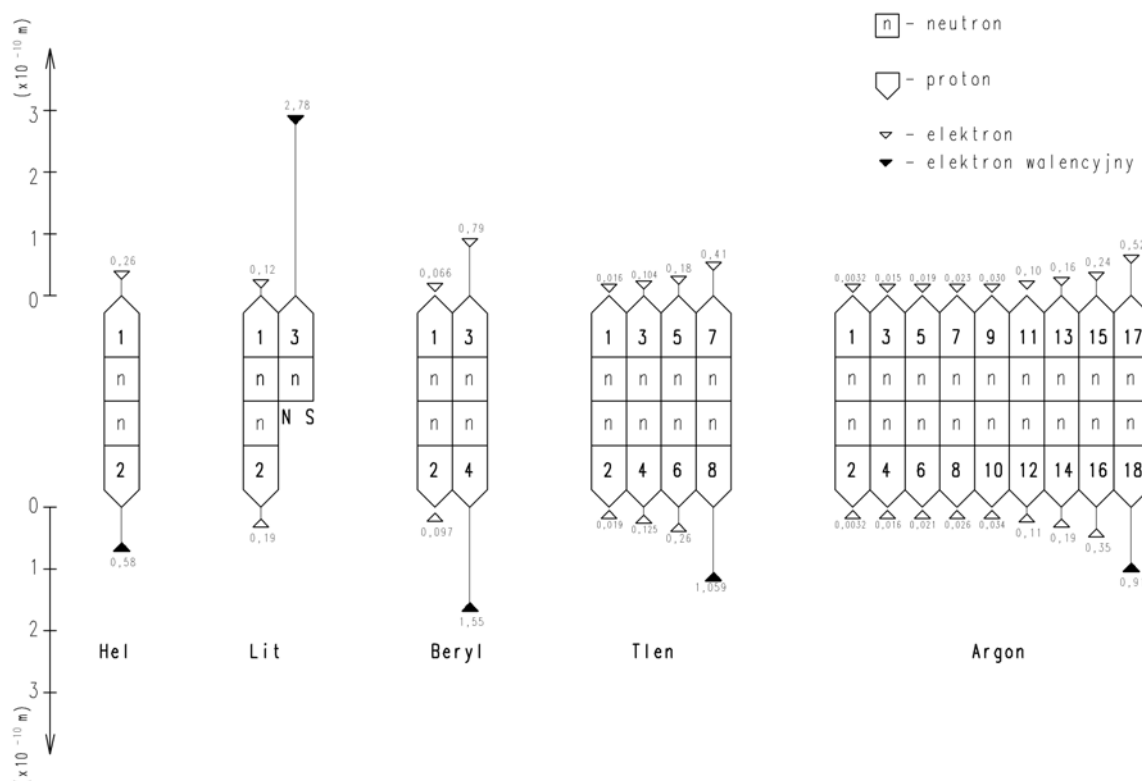 n - neutron
- proton
- elektron
- elektron walencyjny
(x10 -10 m)
3
2
1
0
0
1
2
3
(x10 -10 m)
0,26
1
n
n
2
0,58
Hel
2,78
0,12
1 3
n n
n N S
2
0,19
Lit
0,79
0,066
1 3
n n
n n
2 4
0,097
1,55
Beryl
0,41
0,016 0,104 0,18
1 3 5 7
n n n n
n n n n
2 4 6 8
0,019 0,125 0,26
1,059
Tlen
0,0032 0,015 0,019 0,023 0,030 0,10 0,16 0,24
1 3 5 7 9 11 13 15 17
n n n n n n n n n
n n n n n n n n n
2 4 6 8 10 12 14 16 18
0,0032 0,016 0,021 0,026 0,034 0,11 0,19 0,35
Argon